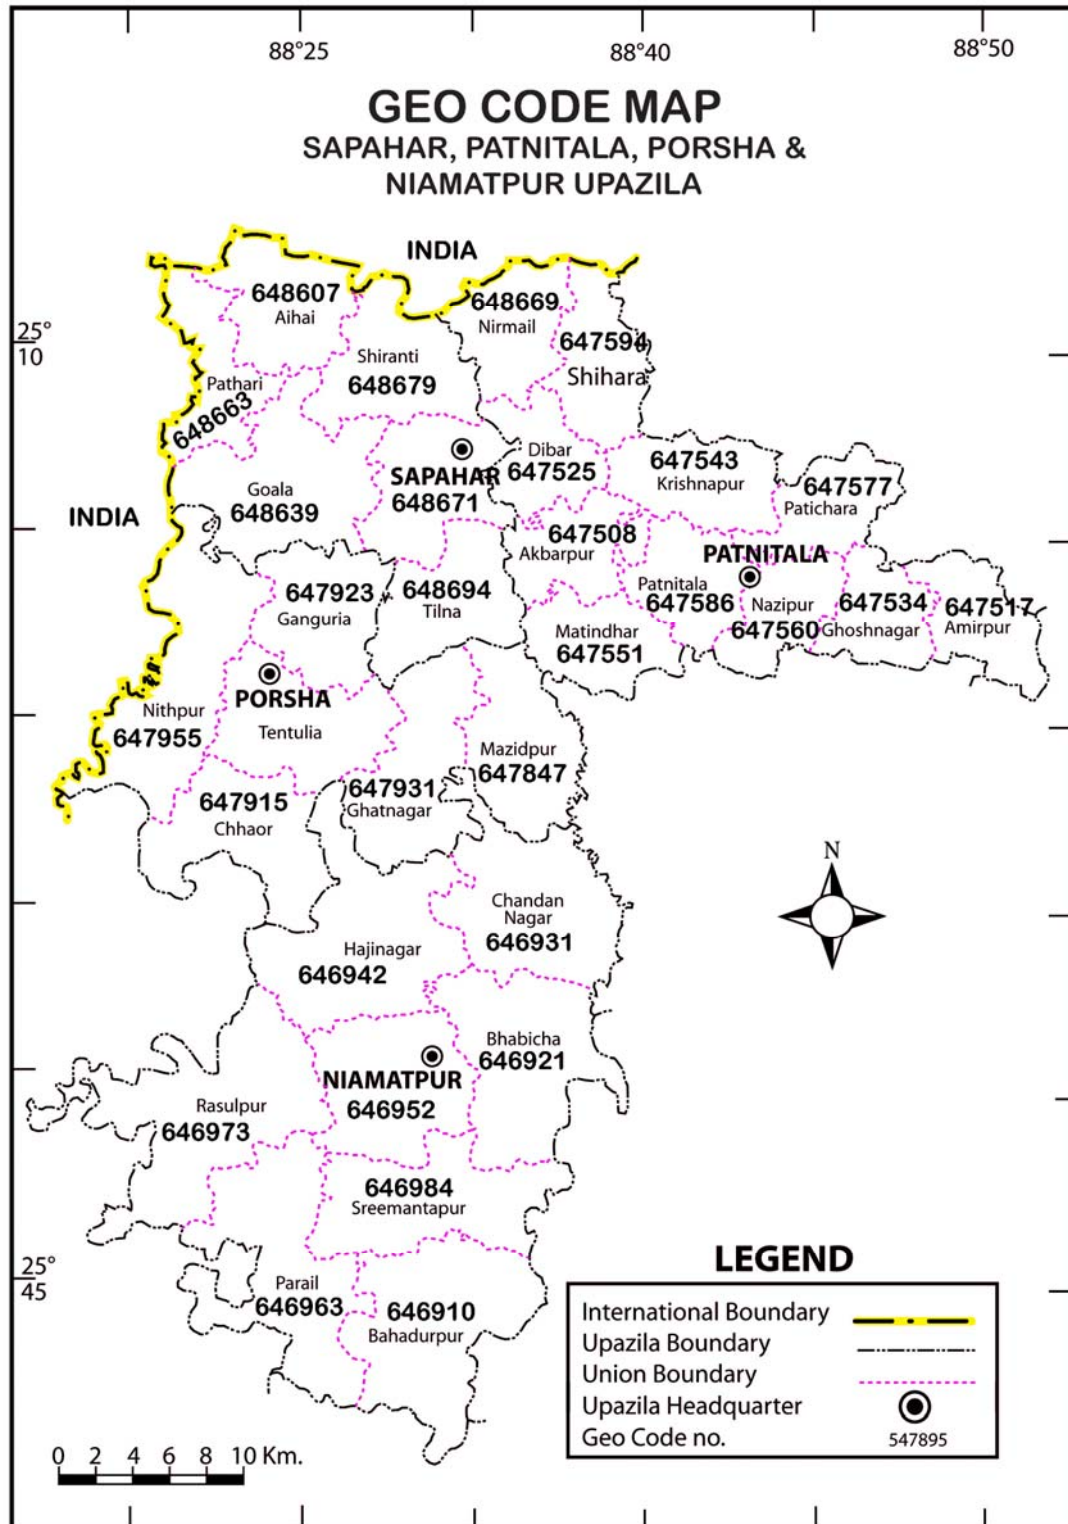 88°25
88°40
88°50
GEO CODE MAP
SAPAHAR, PATNITALA, PORSHA &
NIAMATPUR UPAZILA
INDIA
648607
Aihai
648669
Nirmail
25°
10
647594
Shihara
Shiranti
648679
Pathari
648663
Dibar
647525
SAPAHAR
648671
647543
Krishnapur
647577
Patichara
Goala
648639
INDIA
647508
Akbarpur
PATNITALA
647923
Ganguria
648694
Tilna
Patnitala
647586
Nazipur
647560
647534
Ghoshnagar
647517
Amirpur
Matindhar
647551
PORSHA
Tentulia
Nithpur
647955
Mazidpur
647847
647915
Chhaor
647931
Ghatnagar
N
Chandan
Nagar
646931
Hajinagar
646942
Bhabicha
646921
NIAMATPUR
646952
Rasulpur
646973
646984
Sreemantapur
25°
45
Parail
646963
646910
Bahadurpur
LEGEND
International Boundary
Upazila Boundary
Union Boundary
Upazila Headquarter
Geo Code no. 547895
0 2 4 6 8 10 Km.